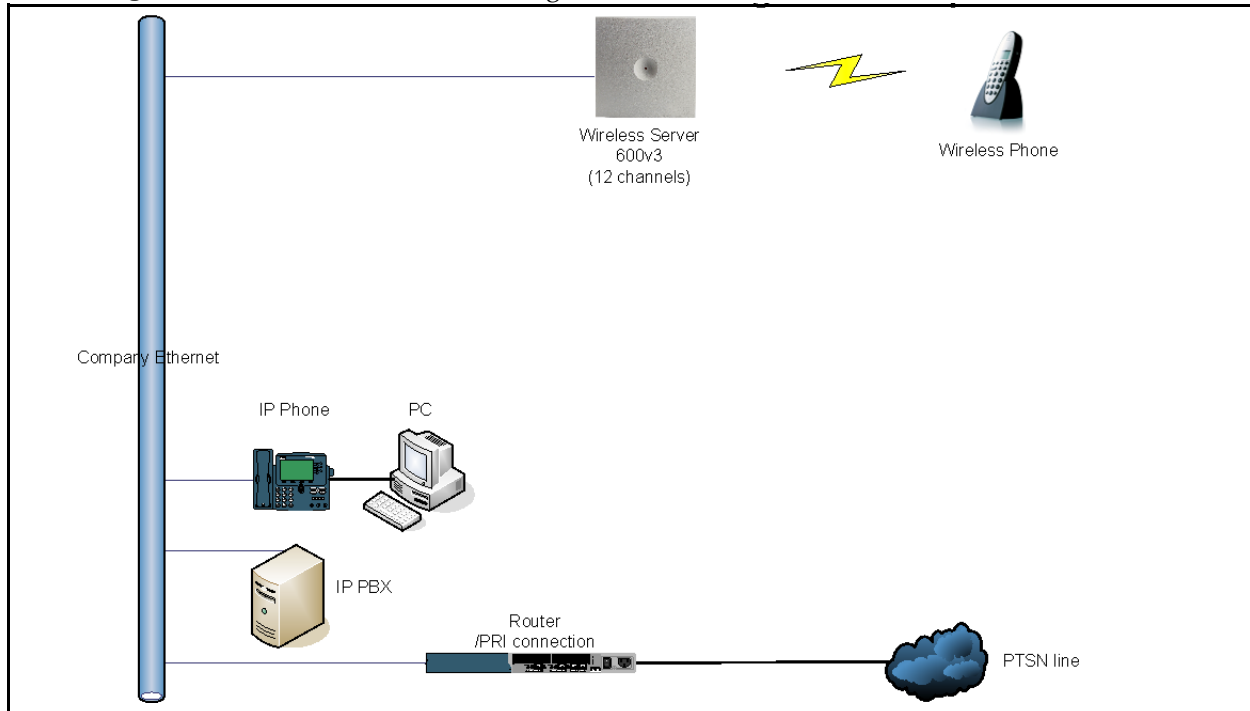 Wireless Server
600v3
(12 channels)
Wireless Phone
Company Ethernet
IP Phone
PC
IP PBX
Router
/PRI connection
PTSN line